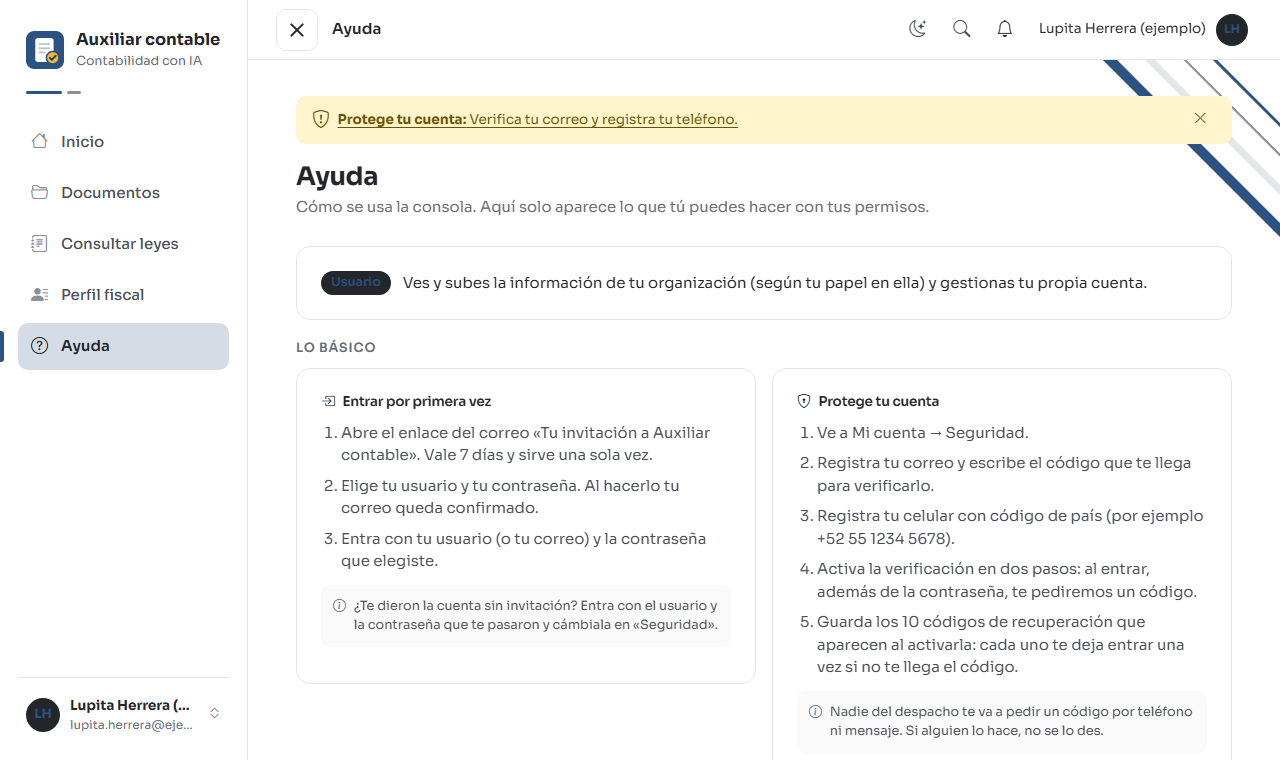 Auxiliar contable
Contabilidad con IA
Inicio
Documentos
Consultar leyes
Perfil fiscal
Ayuda
Lupita Herrera (...
lupita.herrera@eje...
LH
Ayuda
Lupita Herrera (ejemplo)
LH
Protege tu cuenta: Verifica tu correo y registra tu teléfono.
Ayuda
Cómo se usa la consola. Aquí solo aparece lo que tú puedes hacer con tus permisos.
Usuario
Ves y subes la información de tu organización (según tu papel en ella) y gestionas tu propia cuenta.
LO BÁSICO
Entrar por primera vez
1. Abre el enlace del correo «Tu invitación a Auxiliar
contable». Vale 7 días y sirve una sola vez.
2. Elige tu usuario y tu contraseña. Al hacerlo tu
correo queda confirmado.
3. Entra con tu usuario (o tu correo) y la contraseña
que elegiste.
¿Te dieron la cuenta sin invitación? Entra con el usuario y
la contraseña que te pasaron y cámbiala en «Seguridad».
Protege tu cuenta
1. Ve a Mi cuenta → Seguridad.
2. Registra tu correo y escribe el código que te llega
para verificarlo.
3. Registra tu celular con código de país (por ejemplo
+52 55 1234 5678).
4. Activa la verificación en dos pasos: al entrar,
además de la contraseña, te pediremos un código.
5. Guarda los 10 códigos de recuperación que
aparecen al activarla: cada uno te deja entrar una
vez si no te llega el código.
Nadie del despacho te va a pedir un código por teléfono
ni mensaje. Si alguien lo hace, no se lo des.